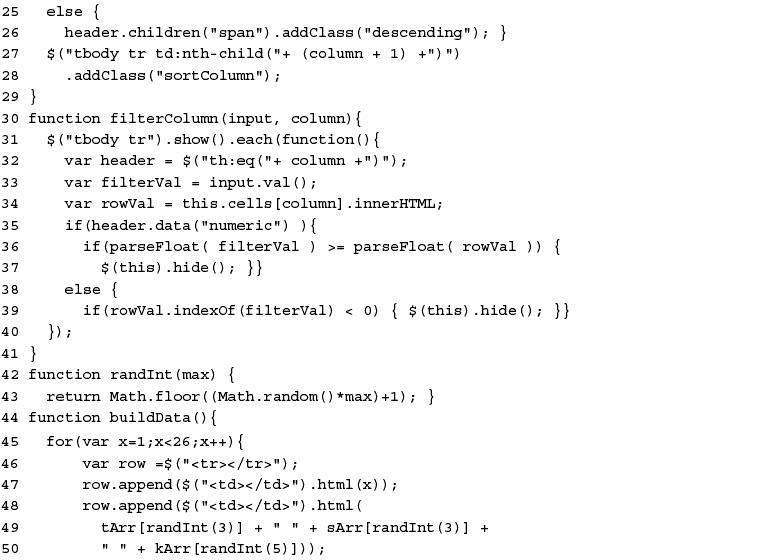 25   else {
26     header.children("span").addClass("descending"); }
27   $("tbody tr td:nth-child("+ (column + 1) +")")
28     .addClass("sortColumn");
29 }
30 function filterColumn(input, column){
31   $("tbody tr").show().each(function(){
32     var header = $("th:eq("+ column +")");
33     var filterVal = input.val();
34     var rowVal = this.cells[column].innerHTML;
35     if(header.data("numeric") ){
36       if(parseFloat( filterVal ) >= parseFloat( rowVal )) {
37         $(this).hide(); }}
38     else {
39       if(rowVal.indexOf(filterVal) < 0) { $(this).hide(); }}
40   });
41 }
42 function randInt(max) {
43   return Math.floor((Math.random()*max)+1); }
44 function buildData(){
45   for(var x=1;x<26;x++){
46       var row =$("<tr></tr>");
47       row.append($("<td></td>").html(x));
48       row.append($("<td></td>").html(
49         tArr[randInt(3)] + " " + sArr[randInt(3)] +
50         " " + kArr[randInt(5)]));